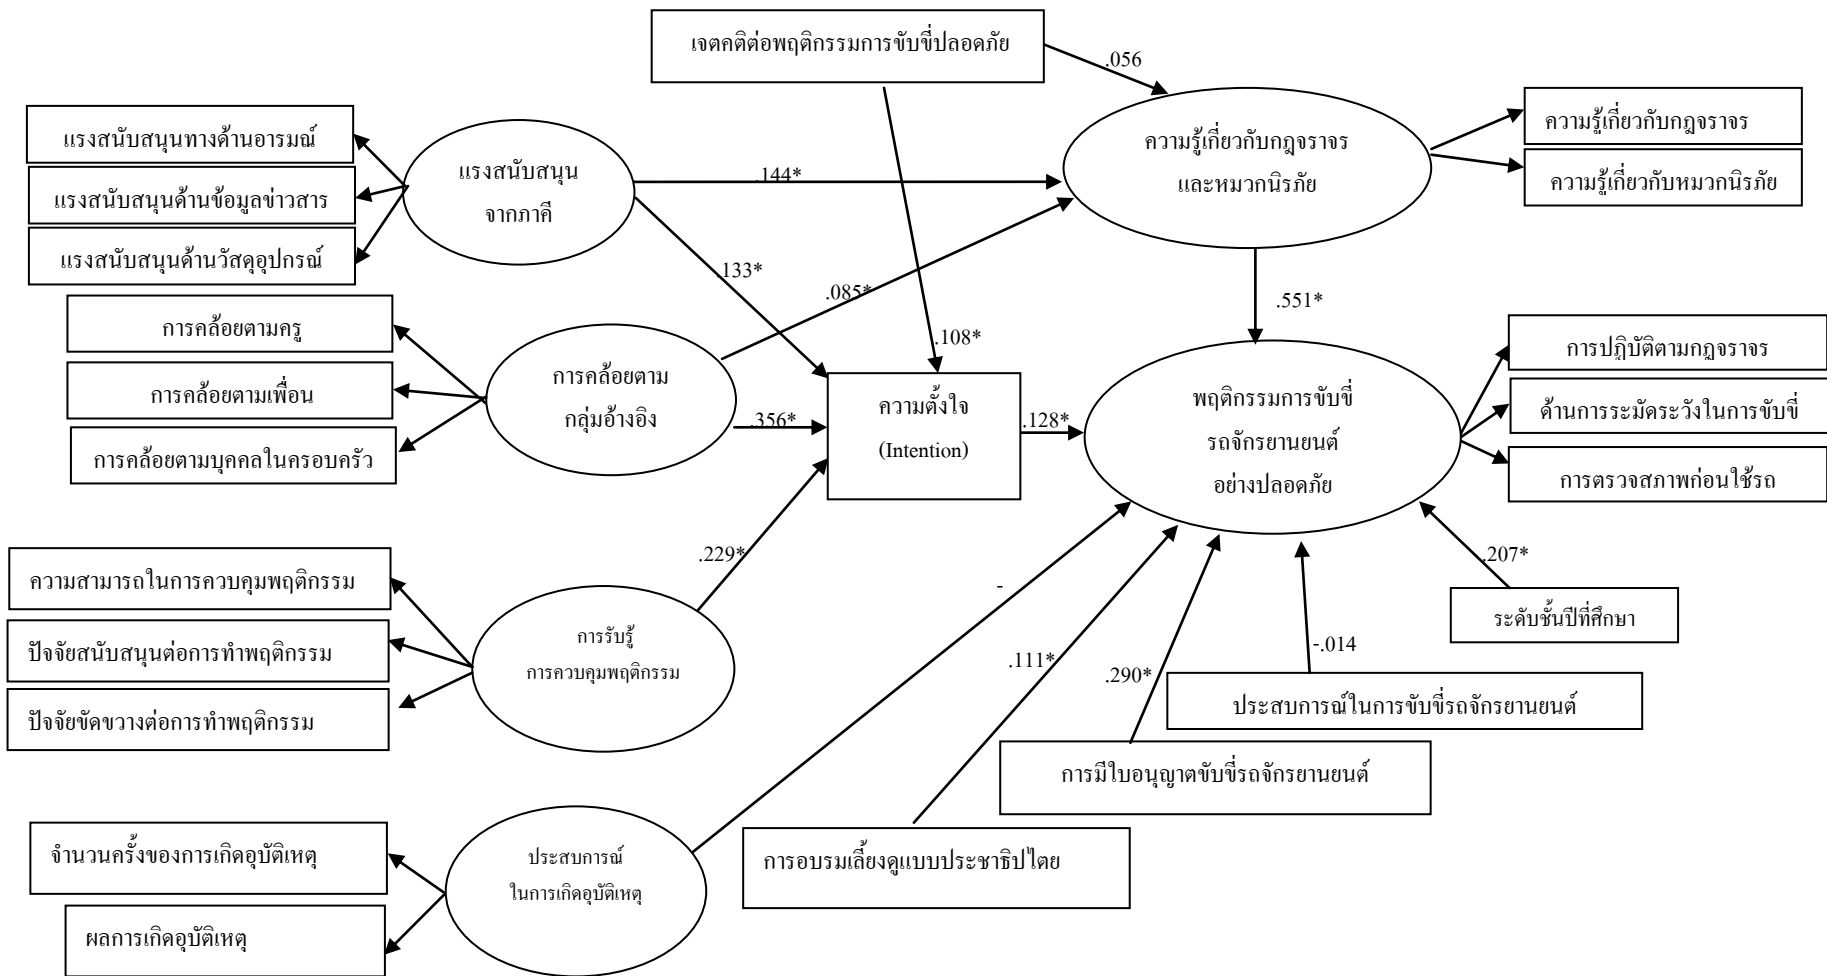 เจตคติต่อพฤติกรรมการขับขี่ปลอดภัย
.056
แรงสนับสนุนทางด้านอารมณ์
แรงสนับสนุนด้านข้อมูลข่าวสาร
แรงสนับสนุนด้านวัสดุอุปกรณ์
แรงสนับสนุน
จากภาคี
.144*
ความรู้เกี่ยวกับกฎจราจร
และหมวกนิรภัย
ความรู้เกี่ยวกับกฎจราจร
ความรู้เกี่ยวกับหมวกนิรภัย
.133*
.085*
.108*
.551*
การคล้อยตามครู
การคล้อยตามเพื่อน
การคล้อยตามบุคคลในครอบครัว
การคล้อยตาม
กลุ่มอ้างอิง
.356*
ความตั้งใจ
(Intention)
.128*
พฤติกรรมการขับขี่
รถจักรยานยนต์
อย่างปลอดภัย
การปฏิบัติตามกฎจราจร
ด้านการระมัดระวังในการขับขี่
การตรวจสภาพก่อนใช้รถ
.229*
-
.207*
ความสามารถในการควบคุมพฤติกรรม
ปัจจัยสนับสนุนต่อการทำพฤติกรรม
ปัจจัยขัดขวางต่อการทำพฤติกรรม
การรับรู้
การควบคุมพฤติกรรม
.111*
.290*
-.014
ระดับชั้นปีที่ศึกษา
ประสบการณ์ในการขับขี่รถจักรยานยนต์
การมีใบอนุญาตขับขี่รถจักรยานยนต์
การอบรมเลี้ยงดูแบบประชาธิปไตย
จำนวนครั้งของการเกิดอุบัติเหตุ
ผลการเกิดอุบัติเหตุ
ประสบการณ์
ในการเกิดอุบัติเหตุ